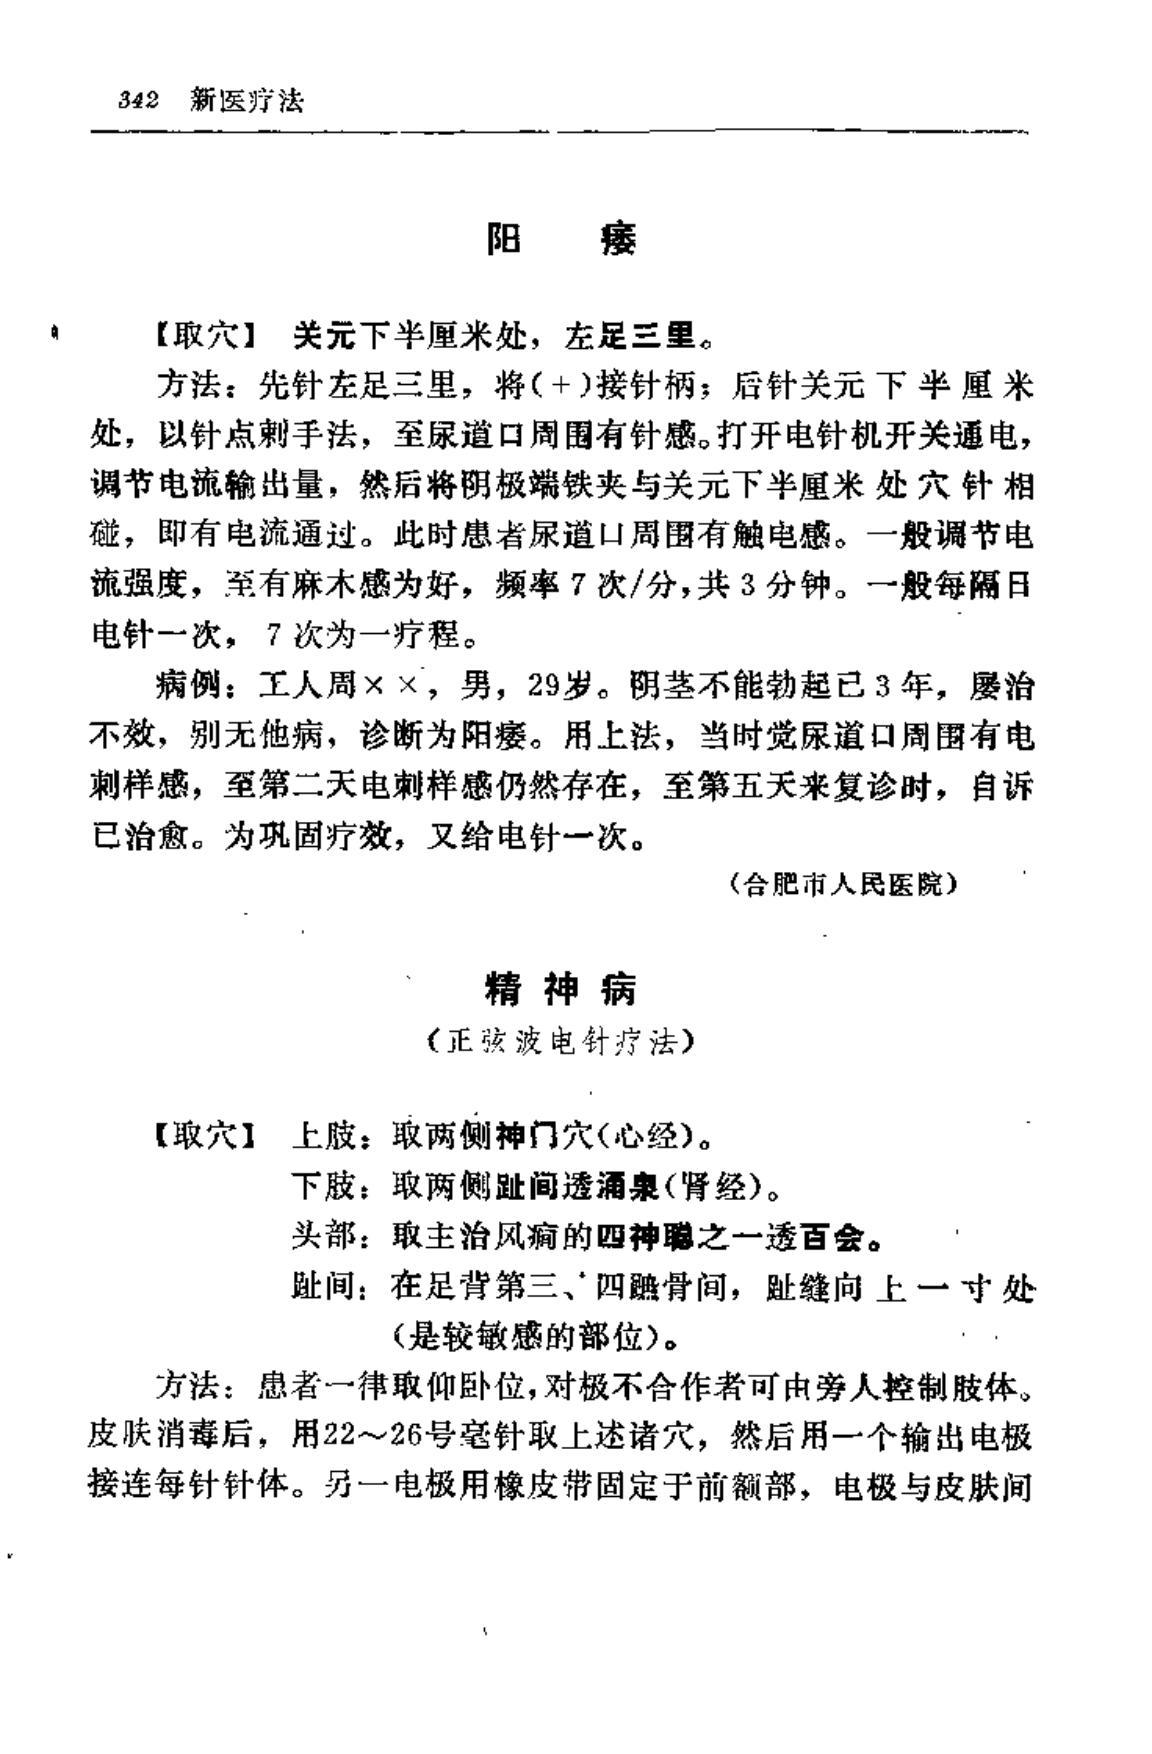 342 新医疗法
阳 痿
【取穴】 关元下半厘米处，左足三里。
方法：先针左足三里，将(+)接针柄；后针关元下半厘米
处，以针点刺手法，至尿道口周围有针感。打开电针机开关通电，
调节电流输出量，然后将阴极端铁夹与关元下半厘米处穴针相
碰，即有电流通过。此时患者尿道口周围有触电感。一般调节电
流强度，至有麻木感为好，频率7次/分，共3分钟。一般每隔日
电针一次，7次为一疗程。
病例：工人周××，男，29岁。阴茎不能勃起已3年，屡治
不效，别无他病，诊断为阳痿。用上法，当时觉尿道口周围有电
刺样感，至第二天电刺样感仍然存在，至第五天来复诊时，自诉
已治愈。为巩固疗效，又给电针一次。
（合肥市人民医院）
精神病
（正弦波电针疗法）
【取穴】 上肢：取两侧神门穴（心经）。
下肢：取两侧趾间透涌泉（肾经）。
头部：取主治风痫的四神聪之一透百会。
趾间：在足背第三、四蹠骨间，趾缝向上一寸处
（是较敏感的部位）。
方法：患者一律取仰卧位，对极不合作者可由旁人控制肢体。
皮肤消毒后，用22～26号毫针取上述诸穴，然后用一个输出电极
接连每针针体。另一电极用橡皮带固定于前额部，电极与皮肤间